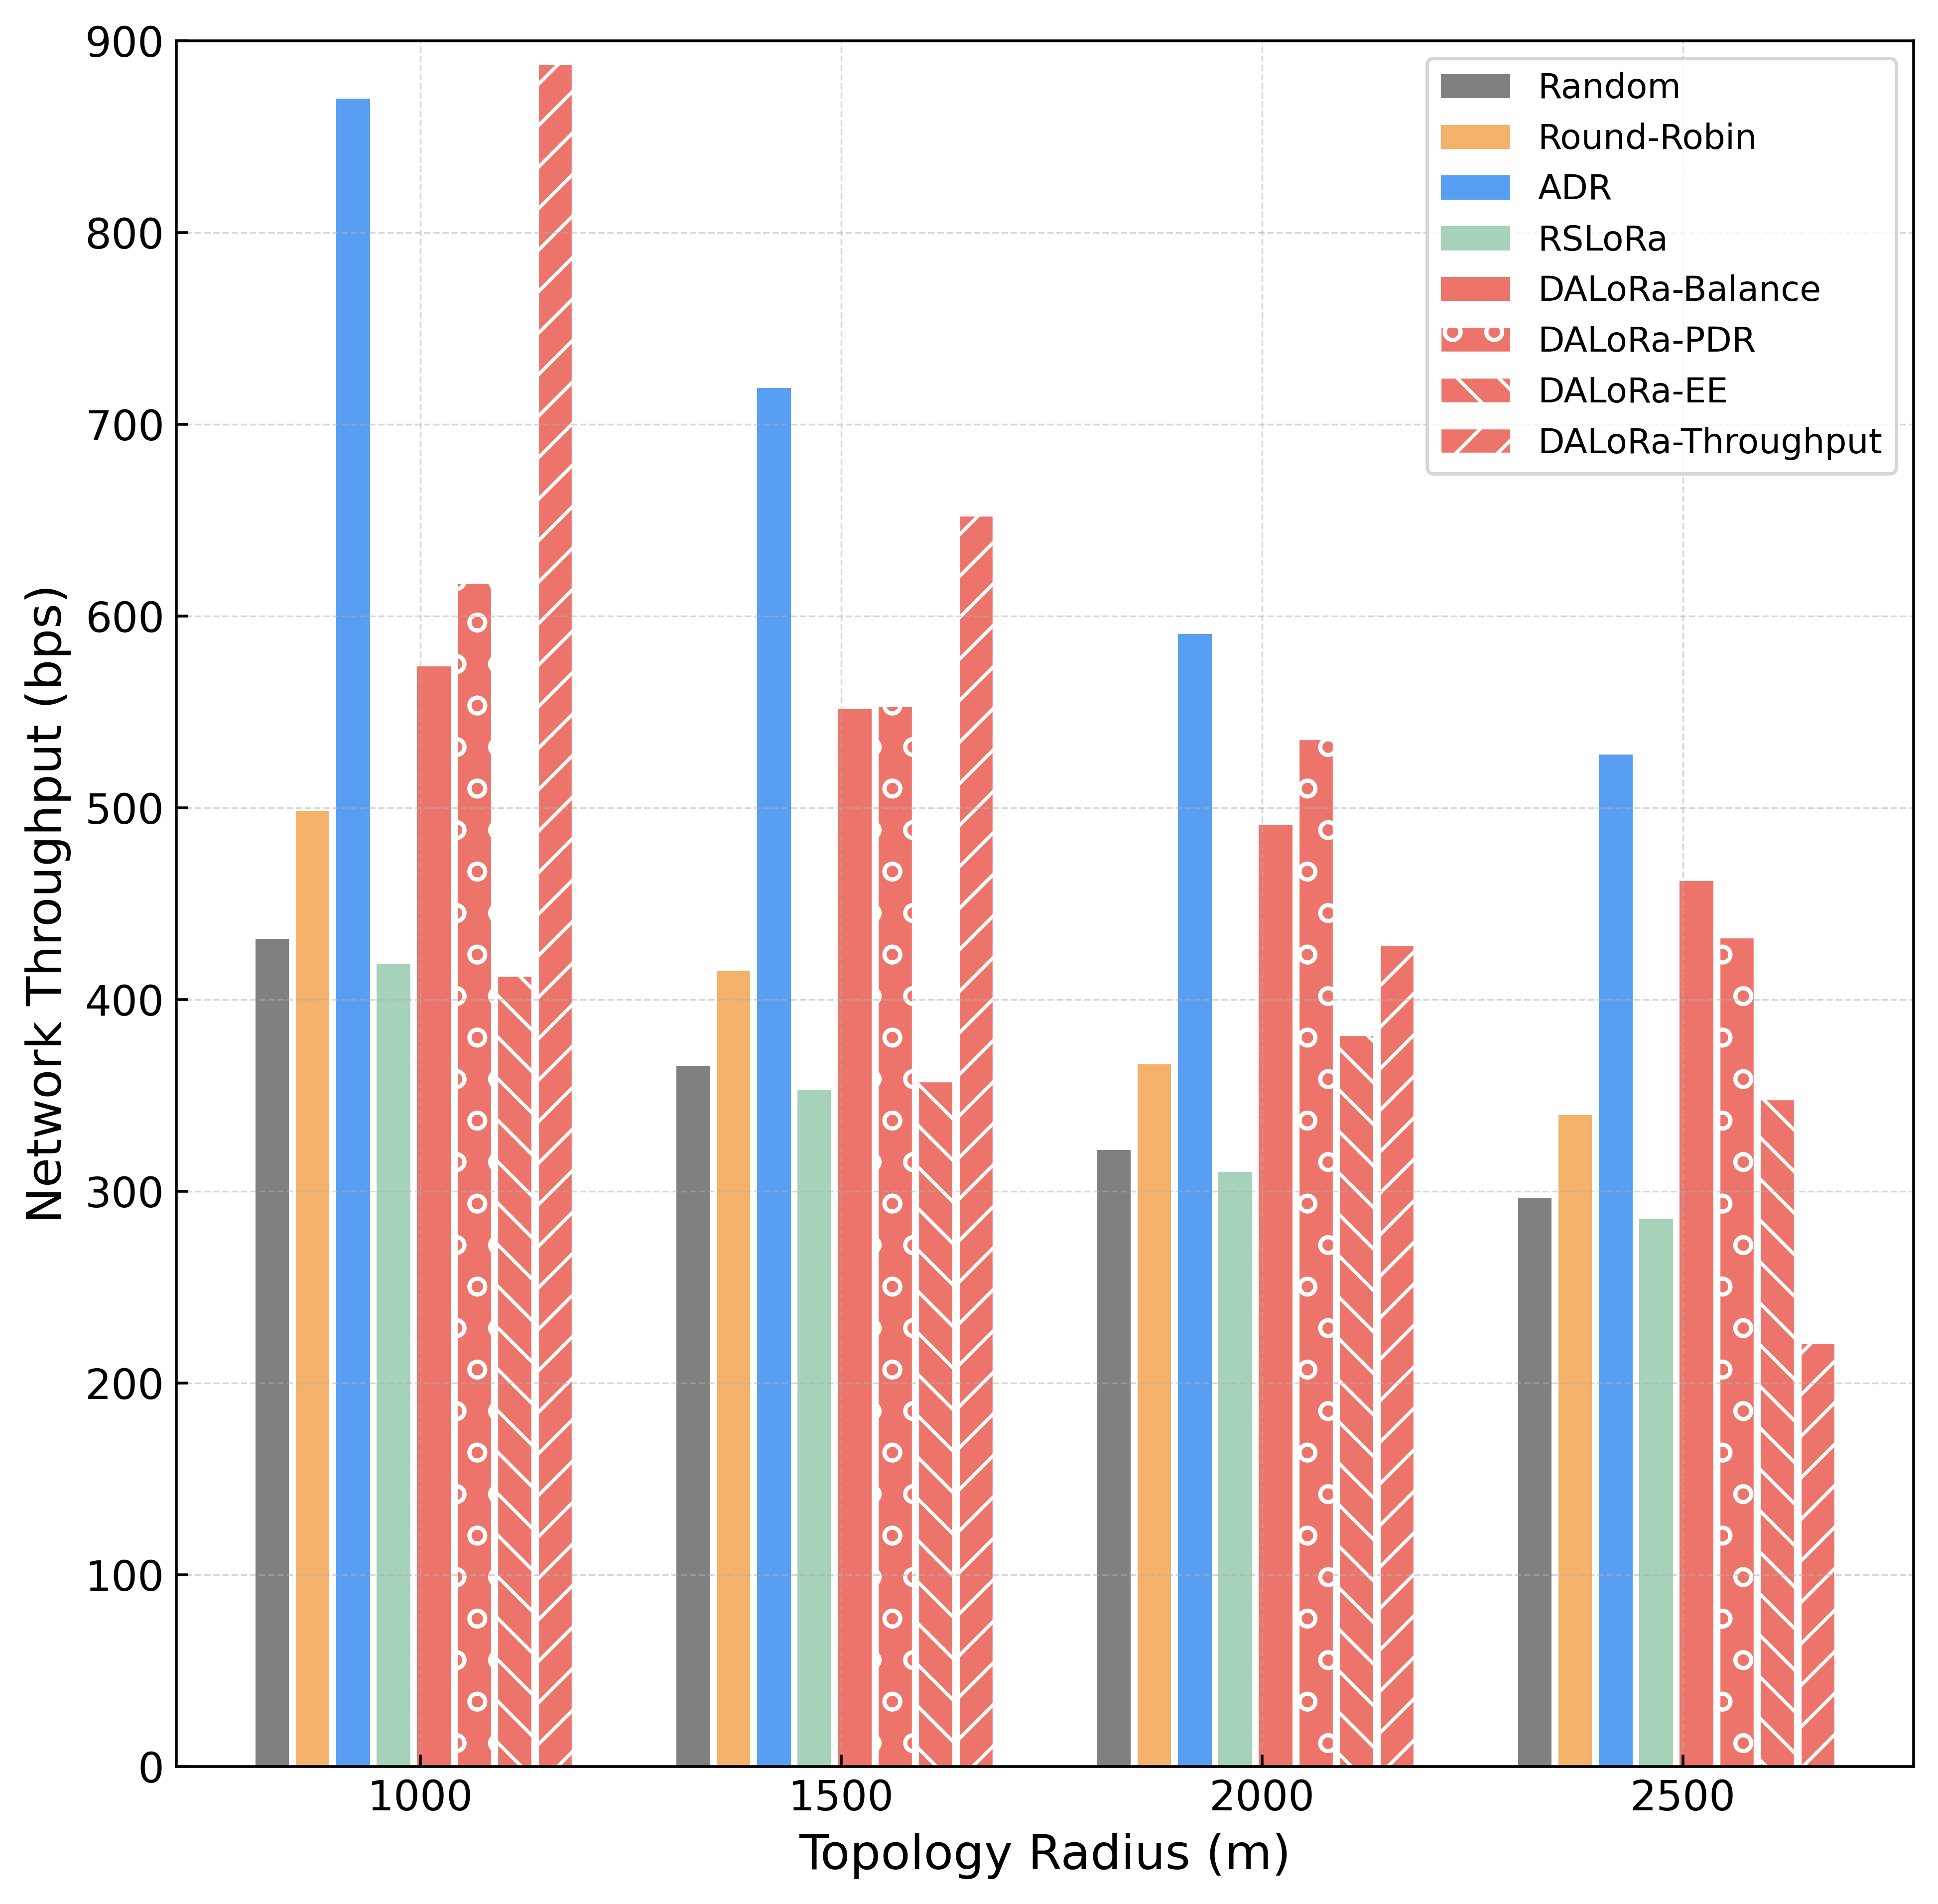 Network Throughput (bps)
900
800
700
600
500
400
300
200
100
0
1000
1500
2000
2500
Topology Radius (m)
Random
Round-Robin
ADR
RSLoRa
DALoRa-Balance
DALoRa-PDR
DALoRa-EE
DALoRa-Throughput